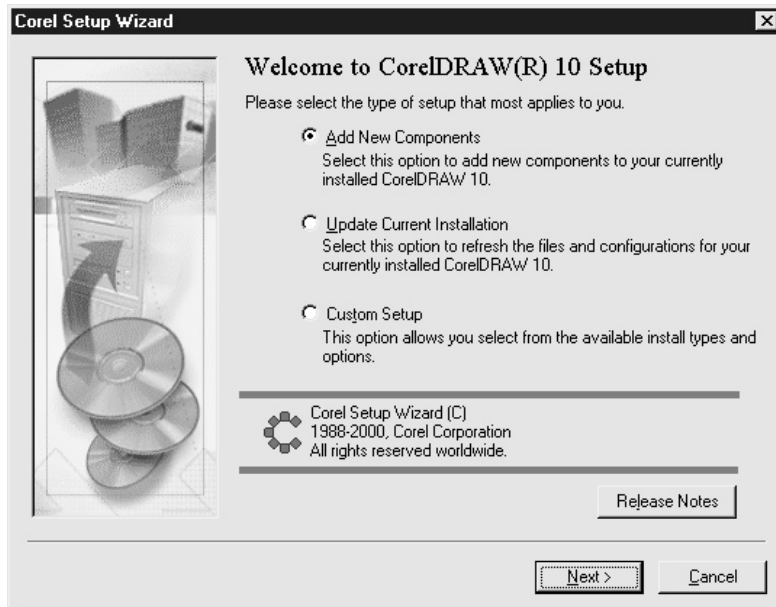 Corel Setup Wizard
Welcome to CorelDRAW(R) 10 Setup
Please select the type of setup that most applies to you.
Add New Components
Select this option to add new components to your currently
installed CorelDRAW 10.
Update Current Installation
Select this option to refresh the files and configurations for your
currently installed CorelDRAW 10.
Custom Setup
This option allows you select from the available install types and
options.
Corel Setup Wizard (C)
1988-2000, Corel Corporation
All rights reserved worldwide.
Release Notes
Next >
Cancel